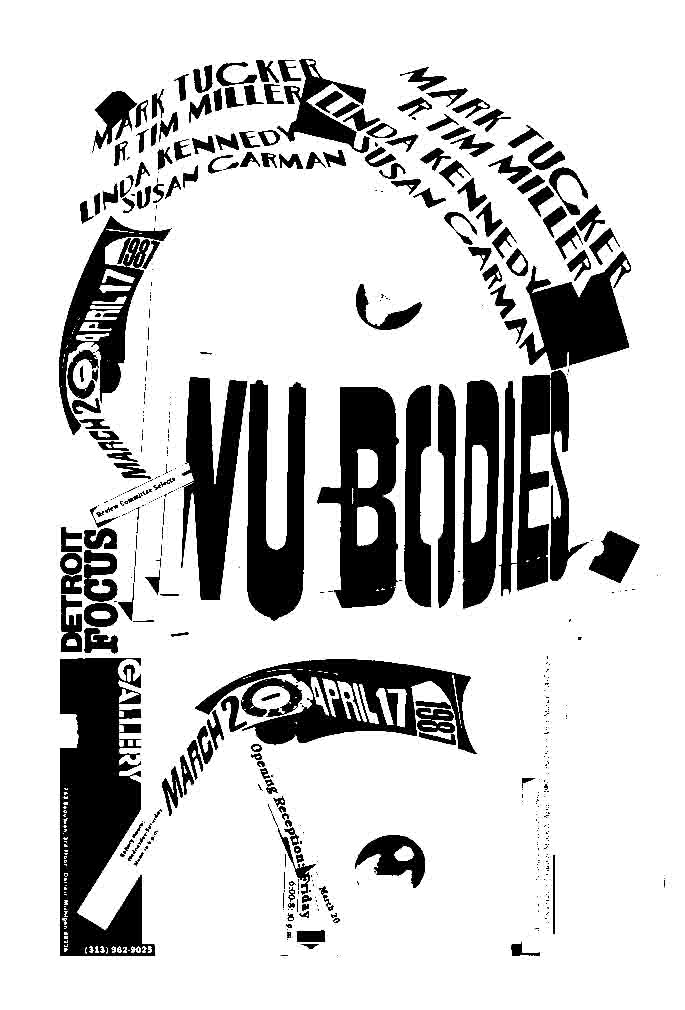 MARK TUCKER
R. TIM MILLER
LINDA KENNEDY
SUSAN CARMAN
MARK TUCKER
R. TIM MILLER
LINDA KENNEDY
SUSAN CARMAN
MARCH 20 APRIL 17 1987
NU-BODIES
Review Committee Selects
DETROIT
FOCUS
GALLERY
MARCH 20 APRIL 17 1987
Opening Reception: Friday
March 20
6:00-8:30 p.m.
(313) 962-9025